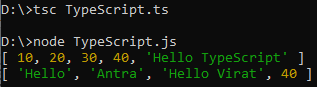 D:\>tsc TypeScript.ts
D:\>node TypeScript.js
[ 10, 20, 30, 40, 'Hello TypeScript' ]
[ 'Hello', 'Antra', 'Hello Virat', 40 ]